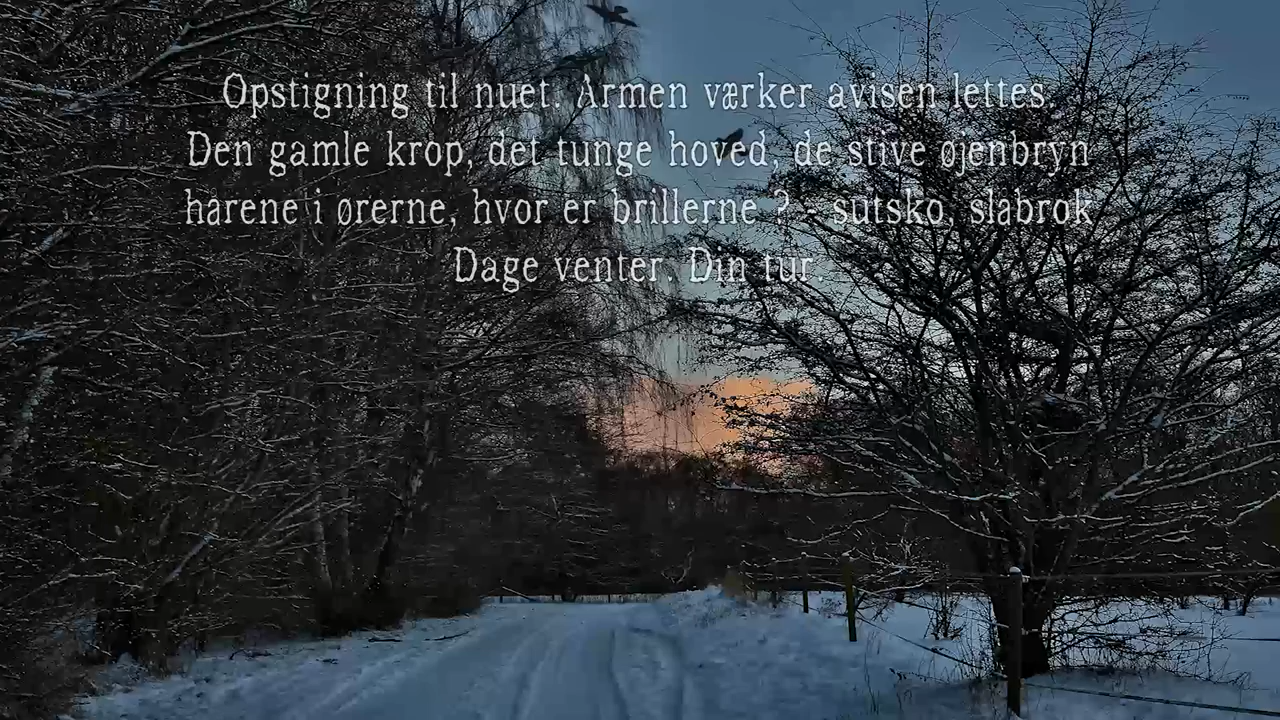 Opstigning til nuet. Armen værker avisen lettes.
Den gamle krop, det tunge hoved, de stive øjenbryn
hårene i ørerne, hvor er brillerne ? sutsko, slåbrok
Dage venter. Din tur.